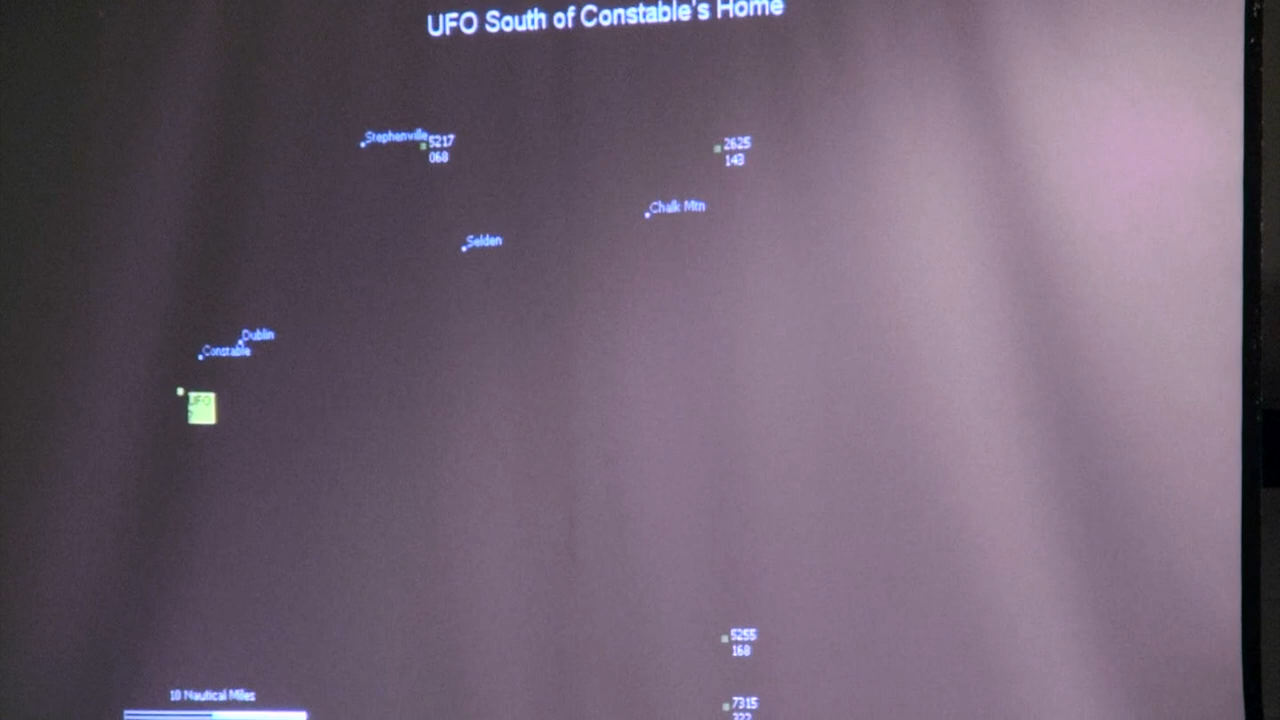 UFO South of Constable's Home
Stephenville
5217
068
2625
143
Chalk Mtn
Selden
Dublin
Constable
UFO
?
5255
168
10 Nautical Miles
7315
322